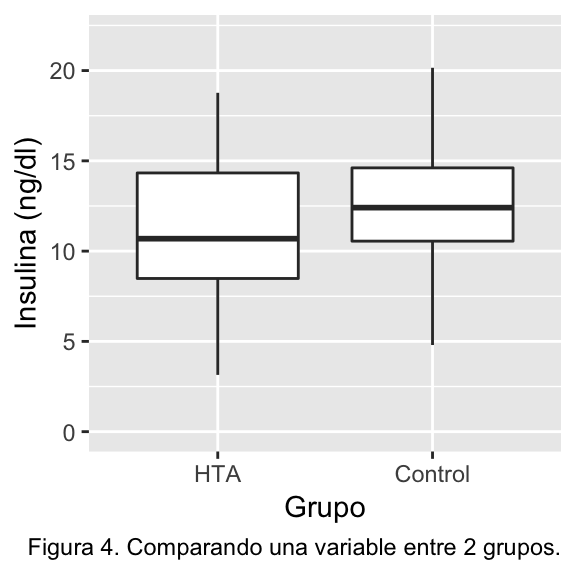 20
15
10
5
0
Insulina (ng/dl)
HTA Control
Grupo
Figura 4. Comparando una variable entre 2 grupos.